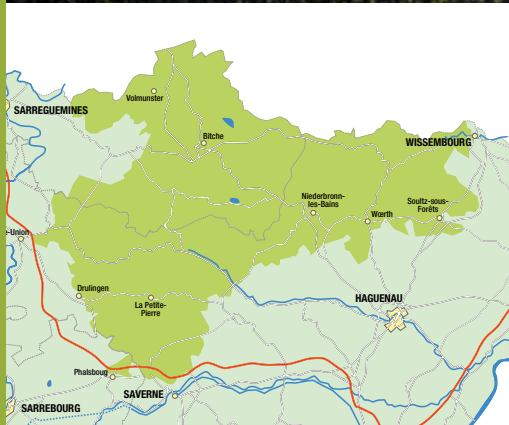 Volmunster
SARREGUEMINES
Bitche
WISSEMBOURG
Niederbronn-
les-Bains
Wœrth
Soultz-sous-
Forêts
e-Union
Drulingen
La Petite-
Pierre
HAGUENAU
Phalsboug
SAVERNE
SARREBOURG